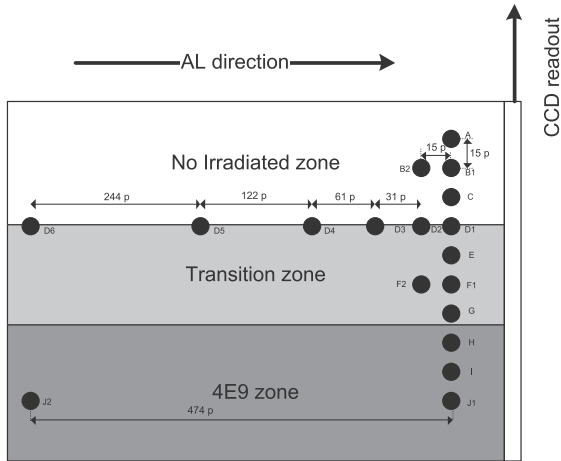 AL direction
CCD readout
A
15 p
15 p
No Irradiated zone
B2
B1
C
244 p
122 p
61 p
31 p
D6
D5
D4
D3
D2
D1
E
Transition zone
F2
F1
G
H
I
4E9 zone
J2
J1
474 p